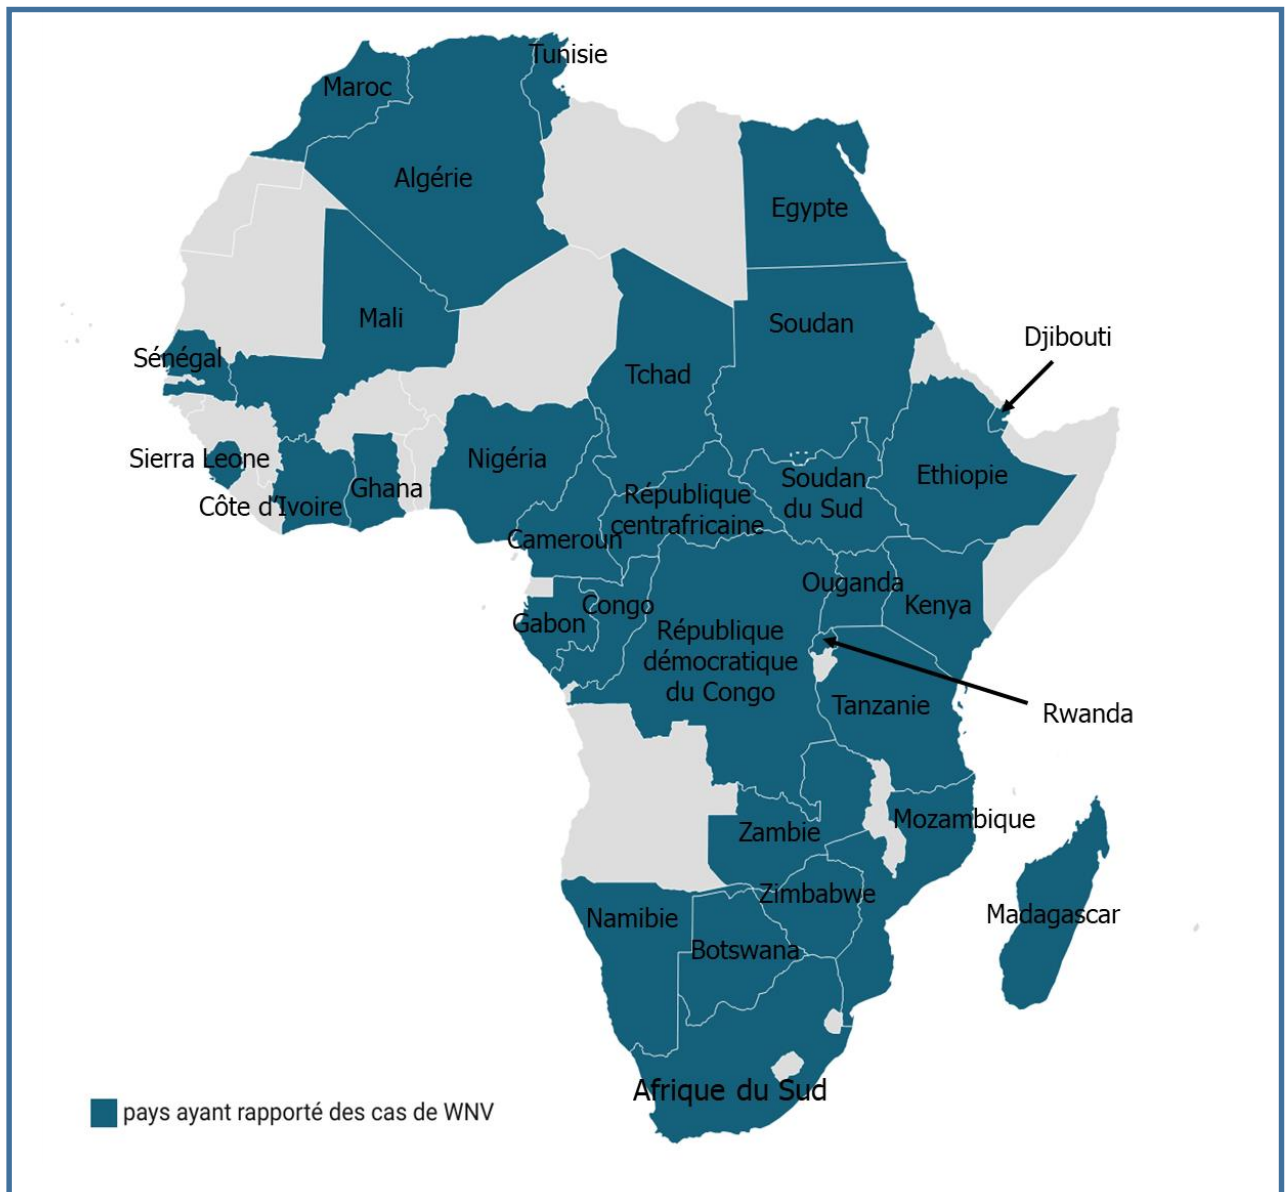 Tunisie
Maroc
Algérie
Egypte
Mali
Soudan
Djibouti
Sénégal
Tchad
Sierra Leone
Nigéria
Ethiopie
Ghana
Côte d'Ivoire
République
centrafricaine
Soudan
du Sud
Cameroun
Ouganda
Kenya
Congo
Gabon
République
démocratique
du Congo
Tanzanie
Rwanda
Zambie
Mozambique
Zimbabwe
Namibie
Madagascar
Botswana
Afrique du Sud
pays ayant rapporté des cas de WNV